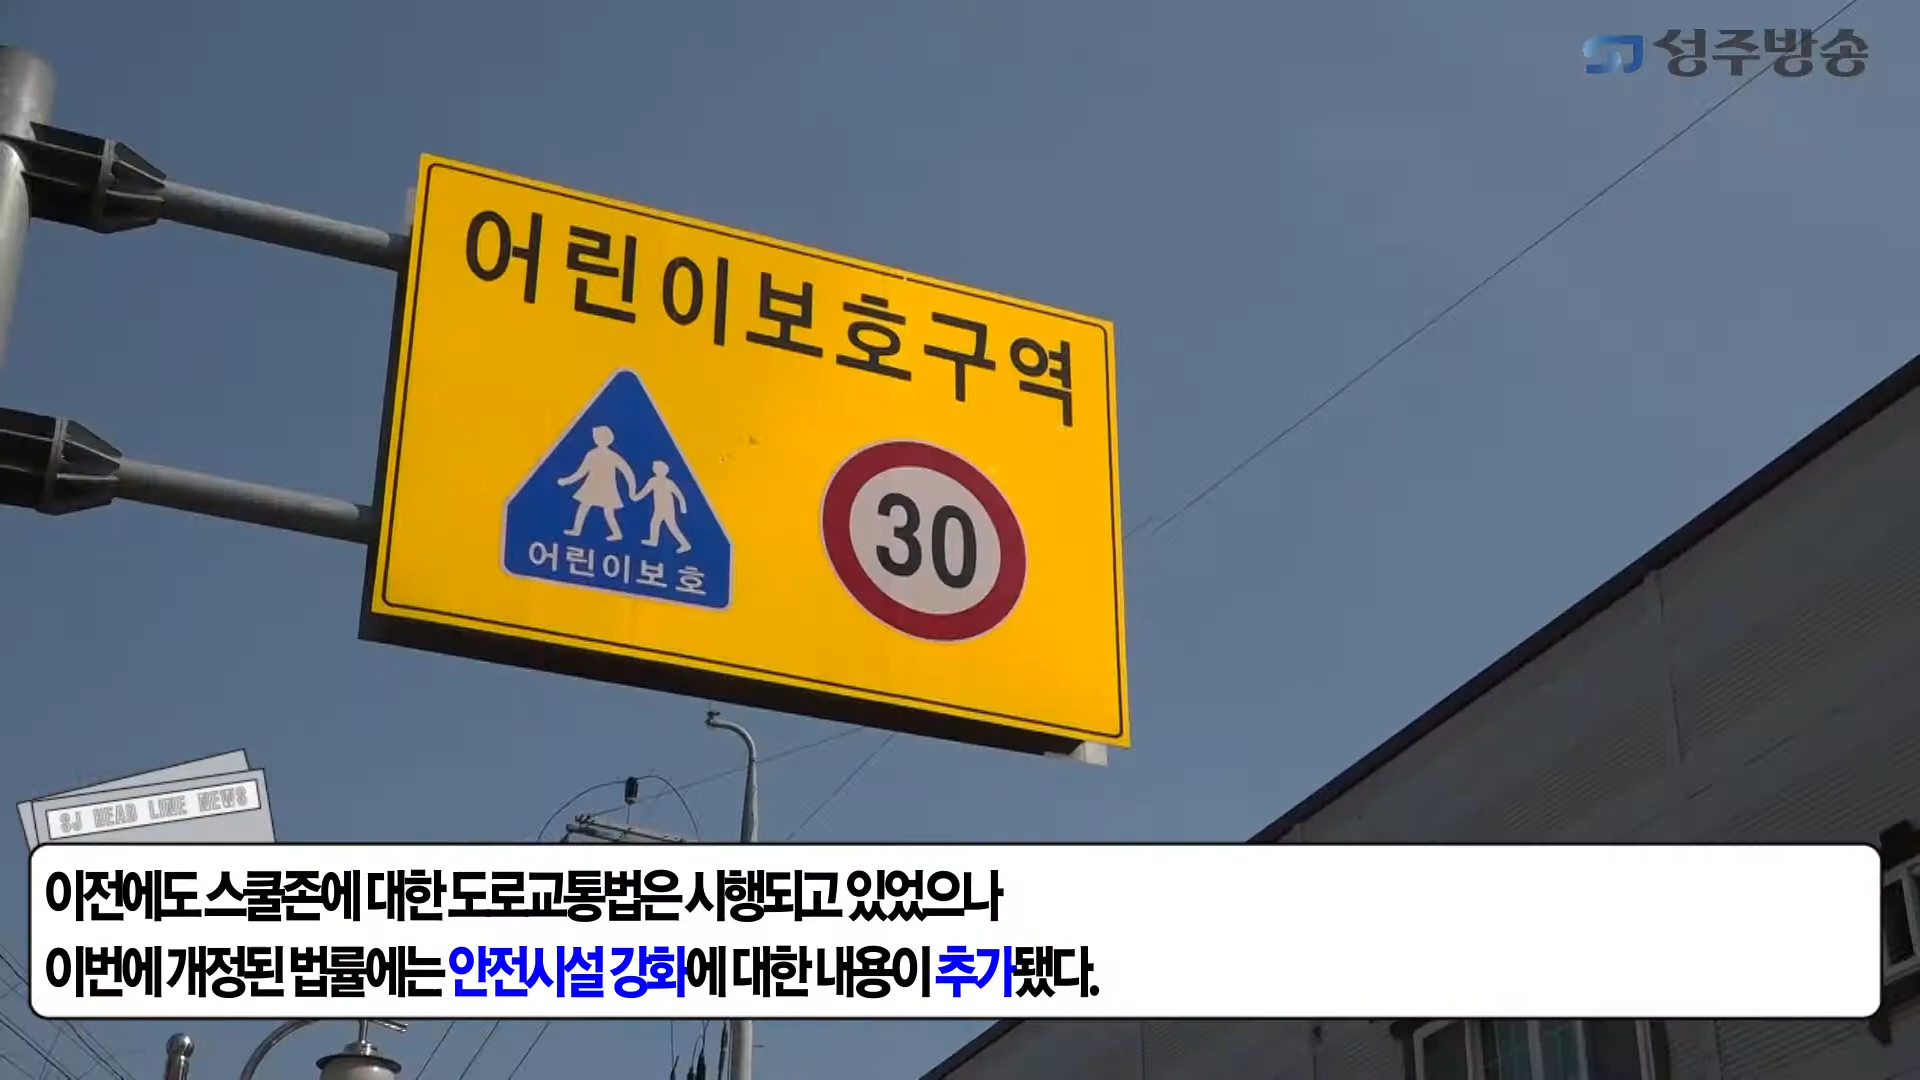 성주방송
어린이보호구역
어린이보호
30
SJ HEAD LINE NEWS
이전에도 스쿨존에 대한 도로교통법은 시행되고 있었으나
이번에 개정된 법률에는 안전시설 강화에 대한 내용이 추가됐다.